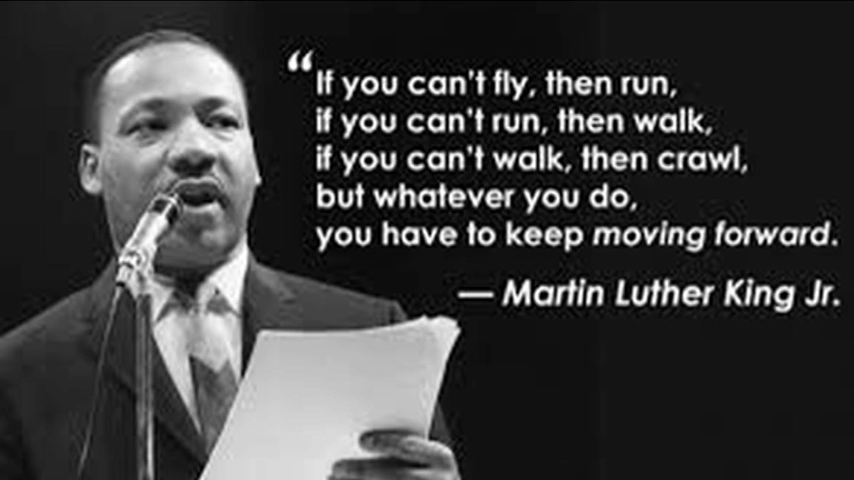 “If you can't fly, then run,
if you can't run, then walk,
if you can't walk, then crawl,
but whatever you do,
you have to keep moving forward.
— Martin Luther King Jr.